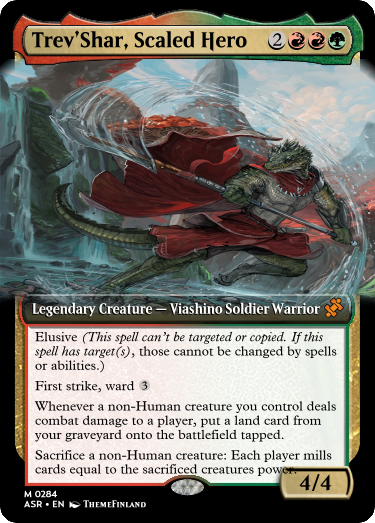 Trev'Shar, Scaled Hero 2
Legendary Creature — Viashino Soldier Warrior
Elusive (This spell can't be targeted or copied. If this
spell has target(s), those cannot be changed by spells
or abilities.)
First strike, ward 3
Whenever a non-Human creature you control deals
combat damage to a player, put a land card from
your graveyard onto the battlefield tapped.
Sacrifice a non-Human creature: Each player mills
cards equal to the sacrificed creatures power.
4/4
M 0284
ASR • EN ThemeFinland